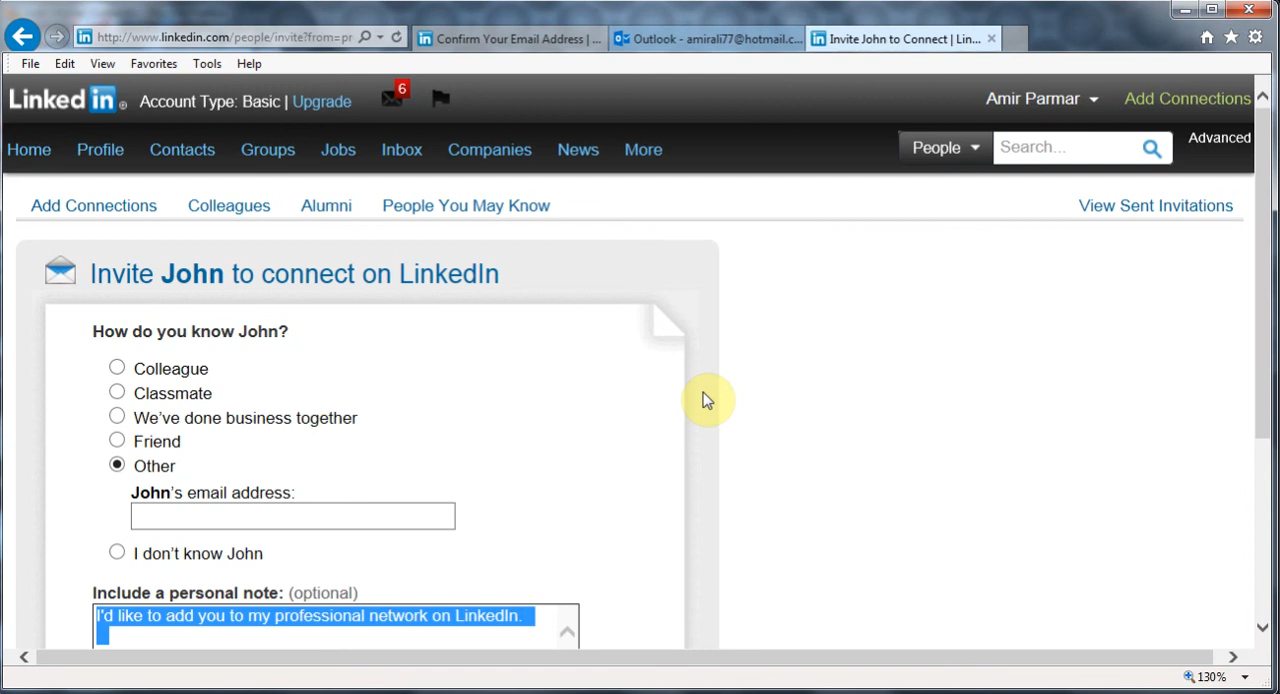 http://www.linkedin.com/people/invite?from=pr
Confirm Your Email Address | ...
Outlook - amirali77@hotmail.c...
Invite John to Connect | Lin...
File Edit View Favorites Tools Help
Linked in ® Account Type: Basic | Upgrade 6 Amir Parmar Add Connections
Home Profile Contacts Groups Jobs Inbox Companies News More People Search... Advanced
Add Connections Colleagues Alumni People You May Know View Sent Invitations
Invite John to connect on LinkedIn
How do you know John?
Colleague
Classmate
We've done business together
Friend
Other
John's email address:
I don't know John
Include a personal note: (optional)
I'd like to add you to my professional network on LinkedIn.
130%